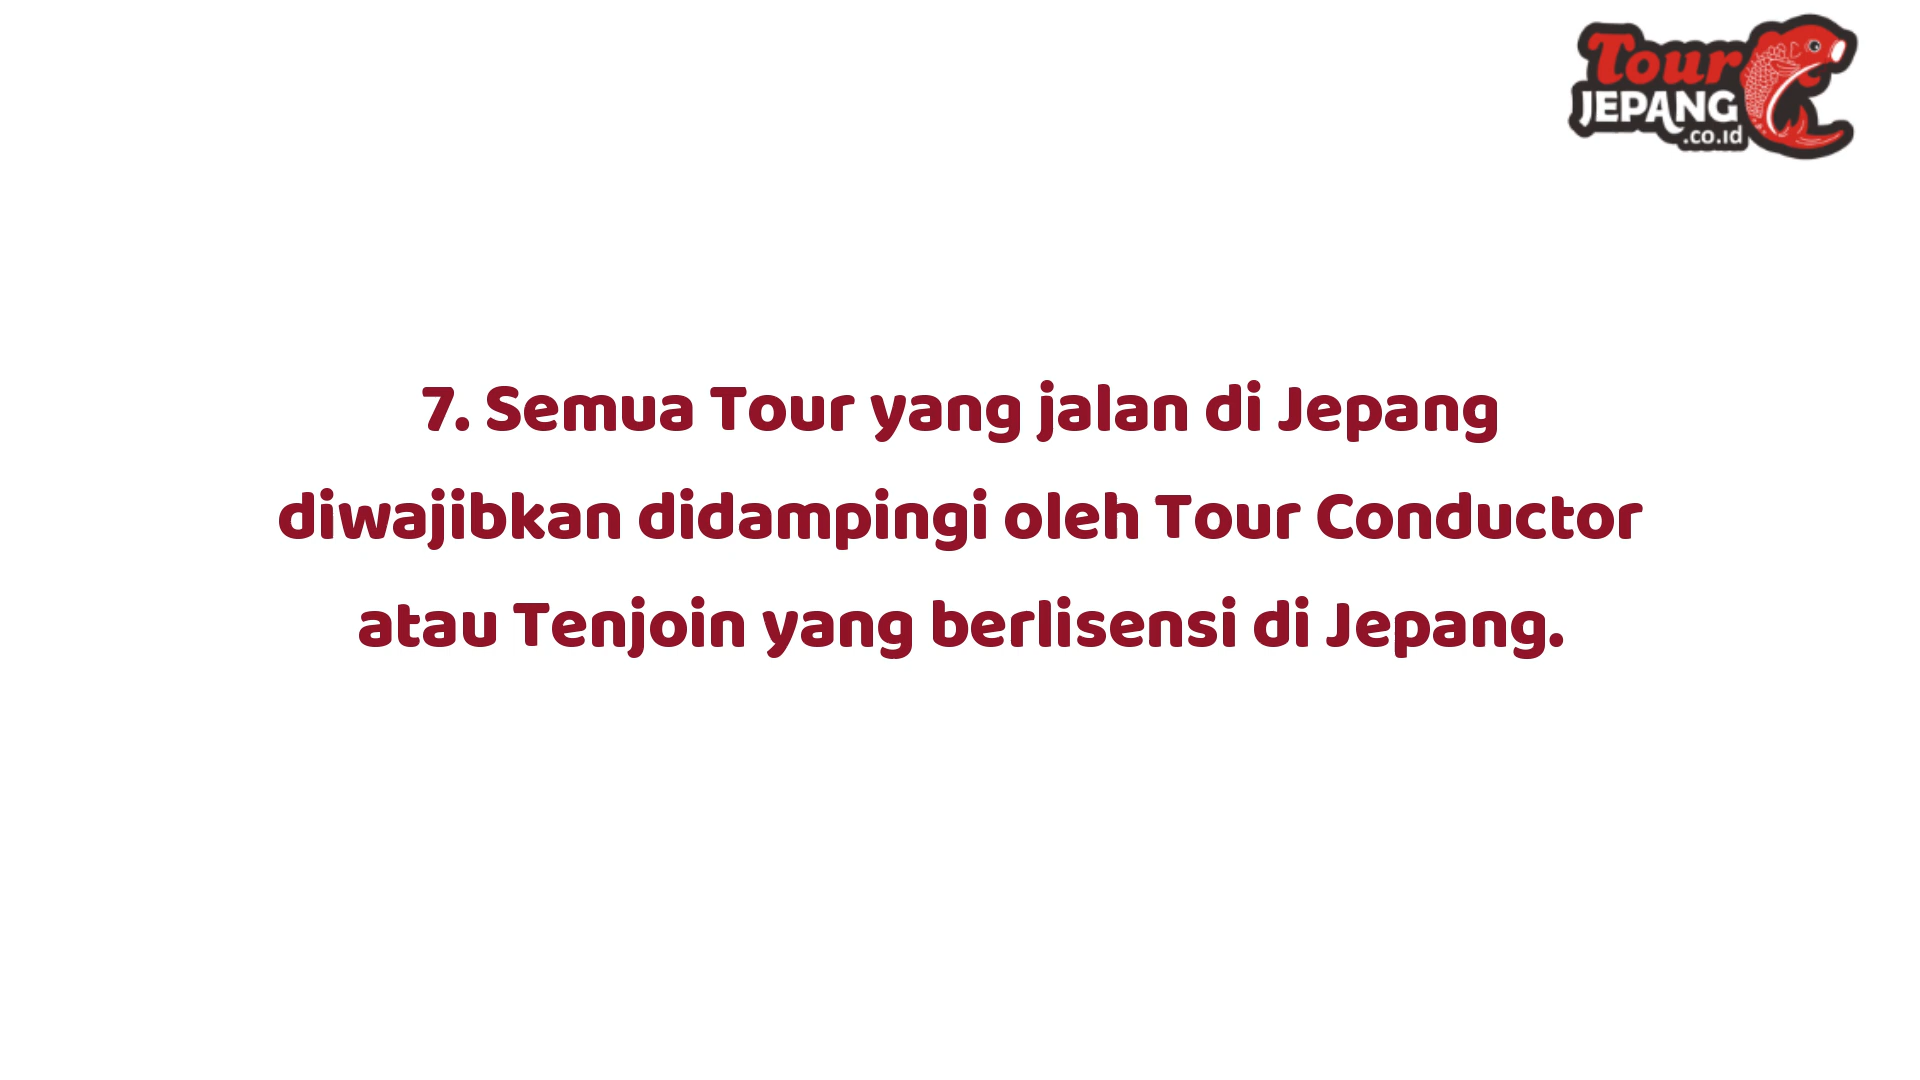 Tour
JEPANG
.co.id
7. Semua Tour yang jalan di Jepang
diwajibkan didampingi oleh Tour Conductor
atau Tenjoin yang berlisensi di Jepang.